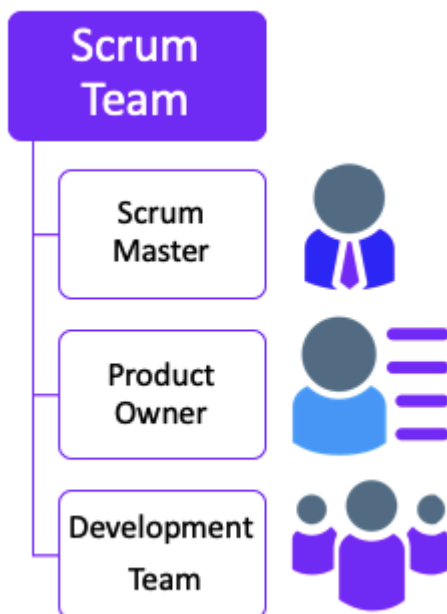 Scrum
Team
Scrum
Master
Product
Owner
Development
Team